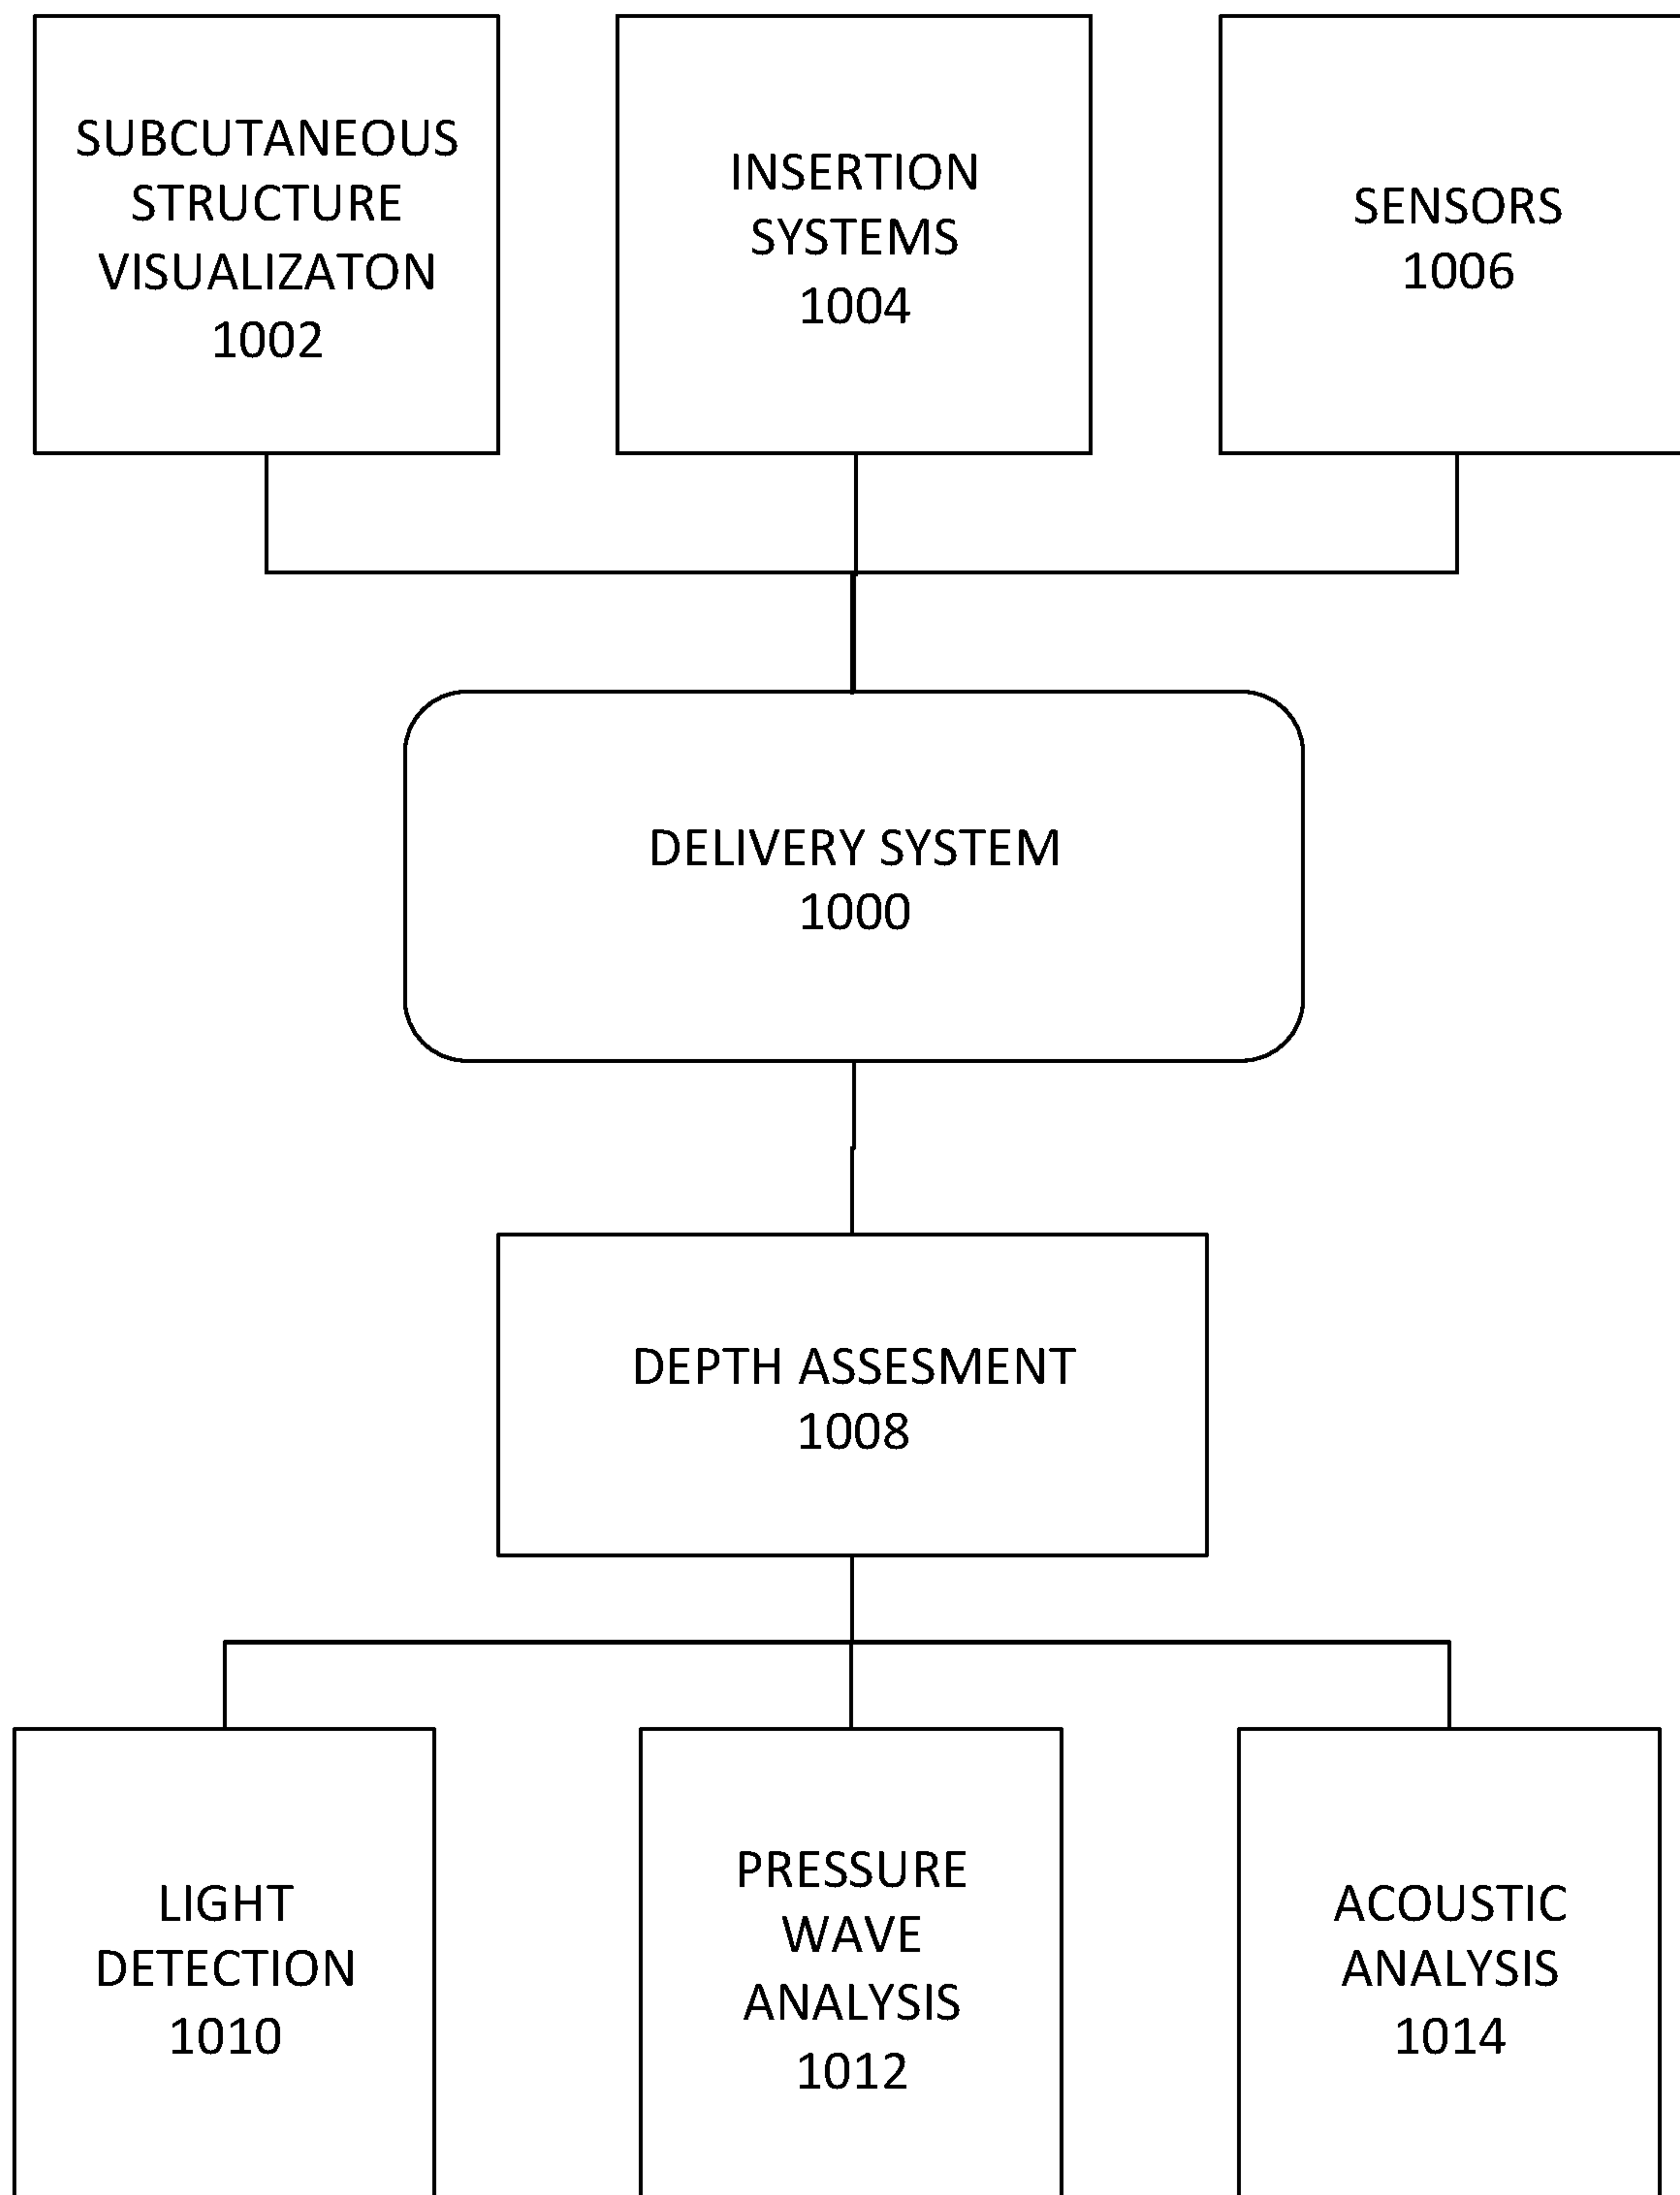 SUBCUTANEOUS
STRUCTURE
VISUALIZATON
1002
INSERTION
SYSTEMS
1004
SENSORS
1006
DELIVERY SYSTEM
1000
DEPTH ASSESMENT
1008
LIGHT
DETECTION
1010
PRESSURE
WAVE
ANALYSIS
1012
ACOUSTIC
ANALYSIS
1014